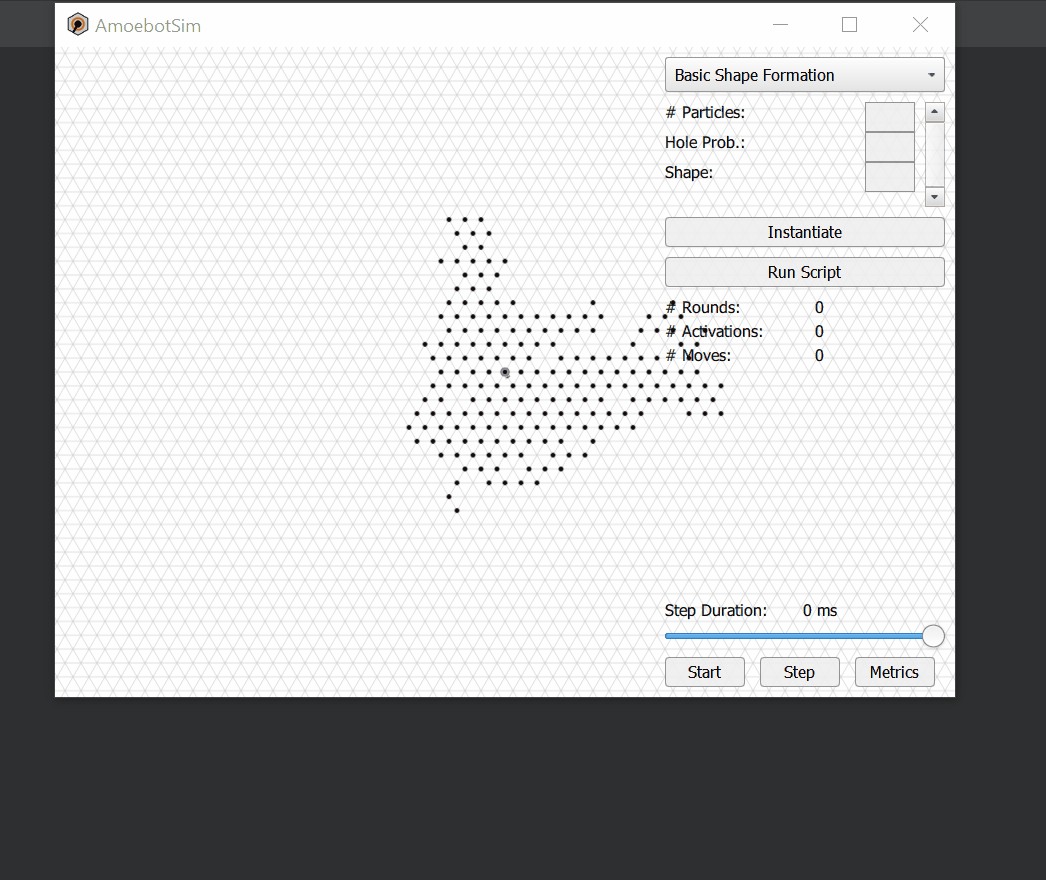 AmoebotSim
Basic Shape Formation
# Particles:
Hole Prob.:
Shape:
Instantiate
Run Script
# Rounds: 0
# Activations: 0
# Moves: 0
Step Duration: 0 ms
Start Step Metrics